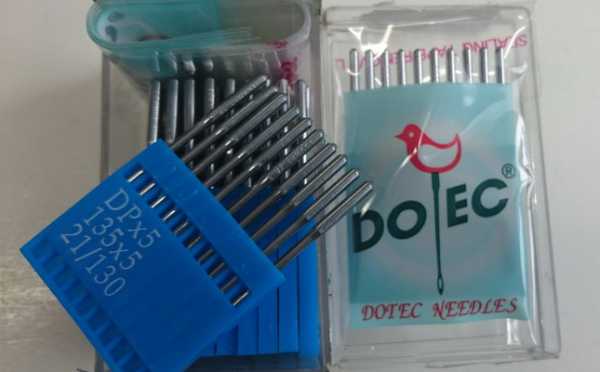 DOTEC®
DOTEC NEEDLES
DPx5
135x5
21/130